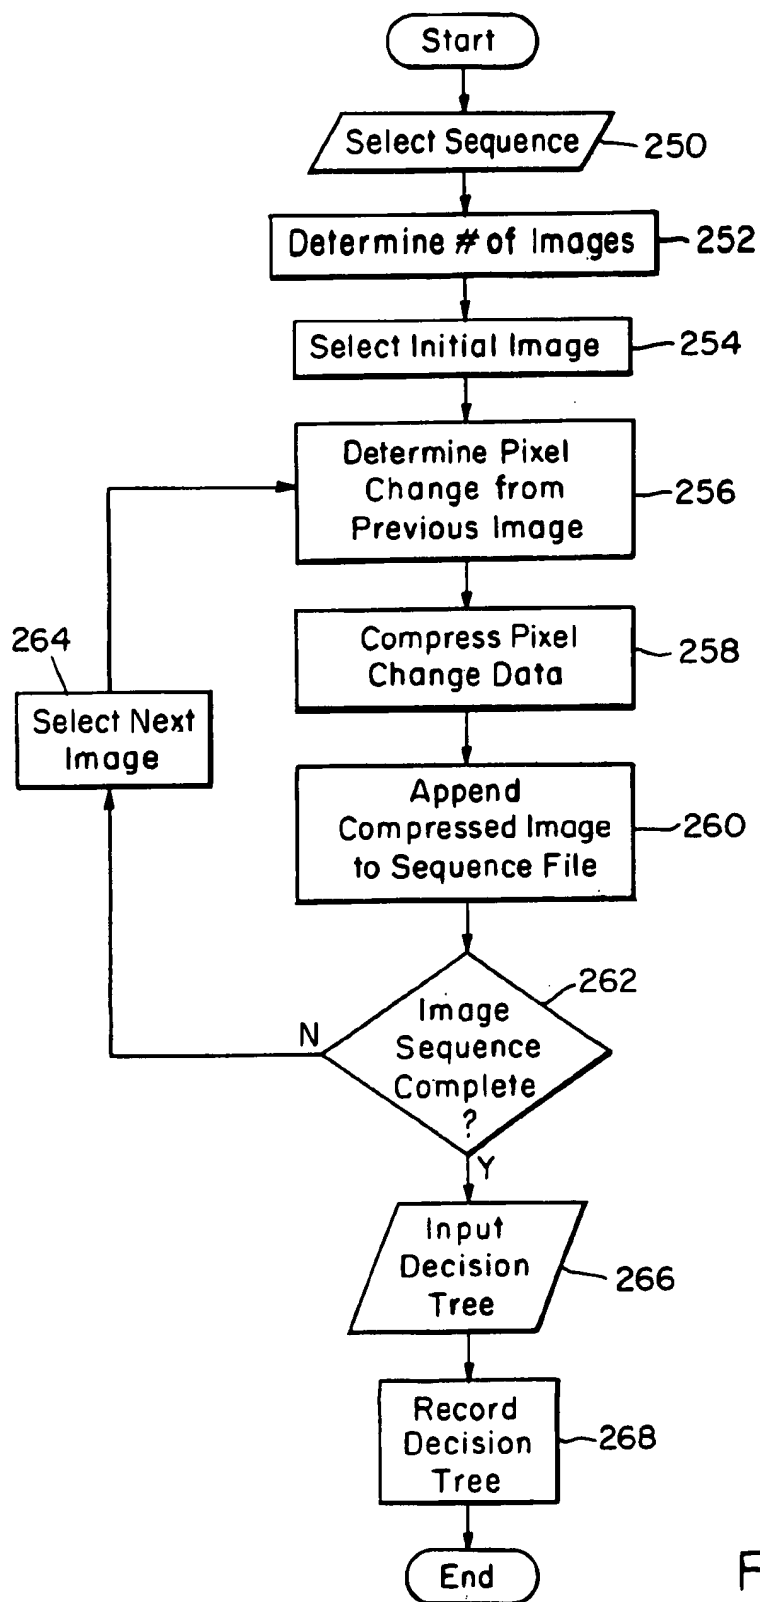 Start
Select Sequence
250
Determine # of Images
252
Select Initial Image
254
Determine Pixel
Change from
Previous Image
256
Compress Pixel
Change Data
258
264
Select Next
Image
Append
Compressed Image
to Sequence File
260
262
Image
Sequence
Complete
?
N
Y
Input
Decision
Tree
266
Record
Decision
Tree
268
End
F